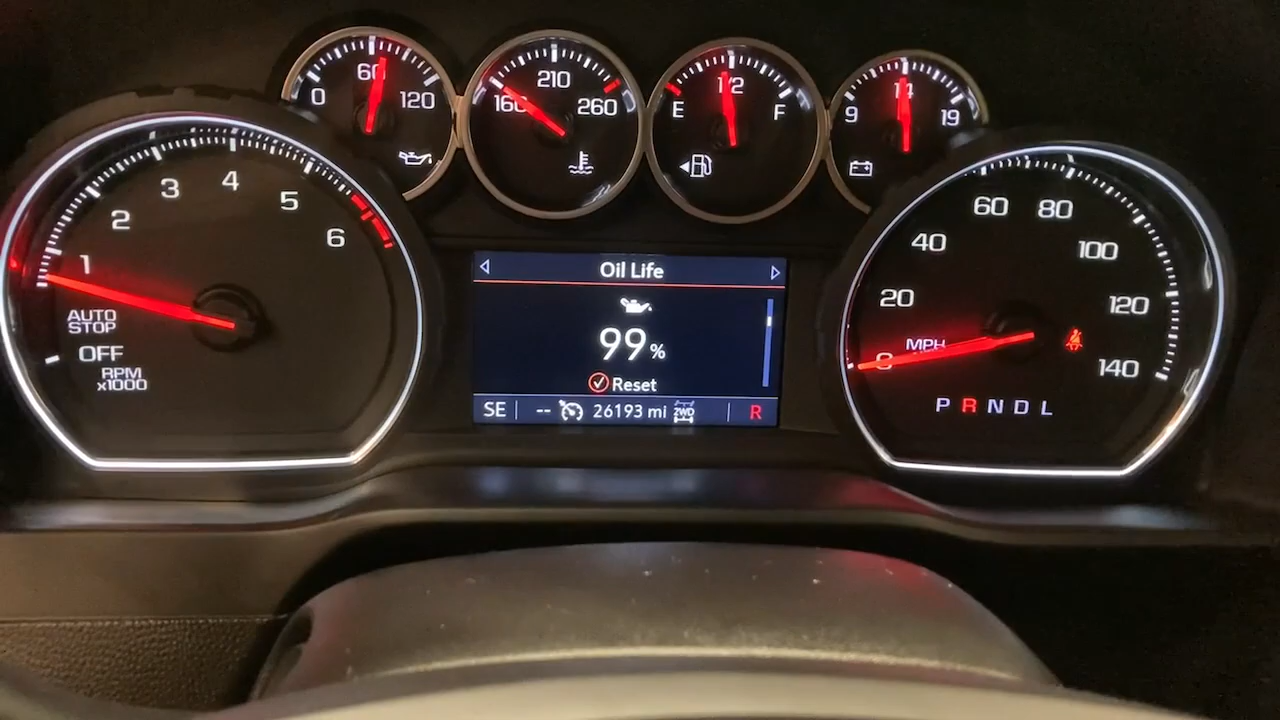 0 60 120
160 210 260
E 1/2 F
9 14 19
1 2 3 4 5 6
AUTO
STOP
OFF
RPM
x1000
Oil Life
99%
Reset
SE -- 26193 mi 2WD R
0 20 40 60 80 100 120 140
MPH
P R N D L